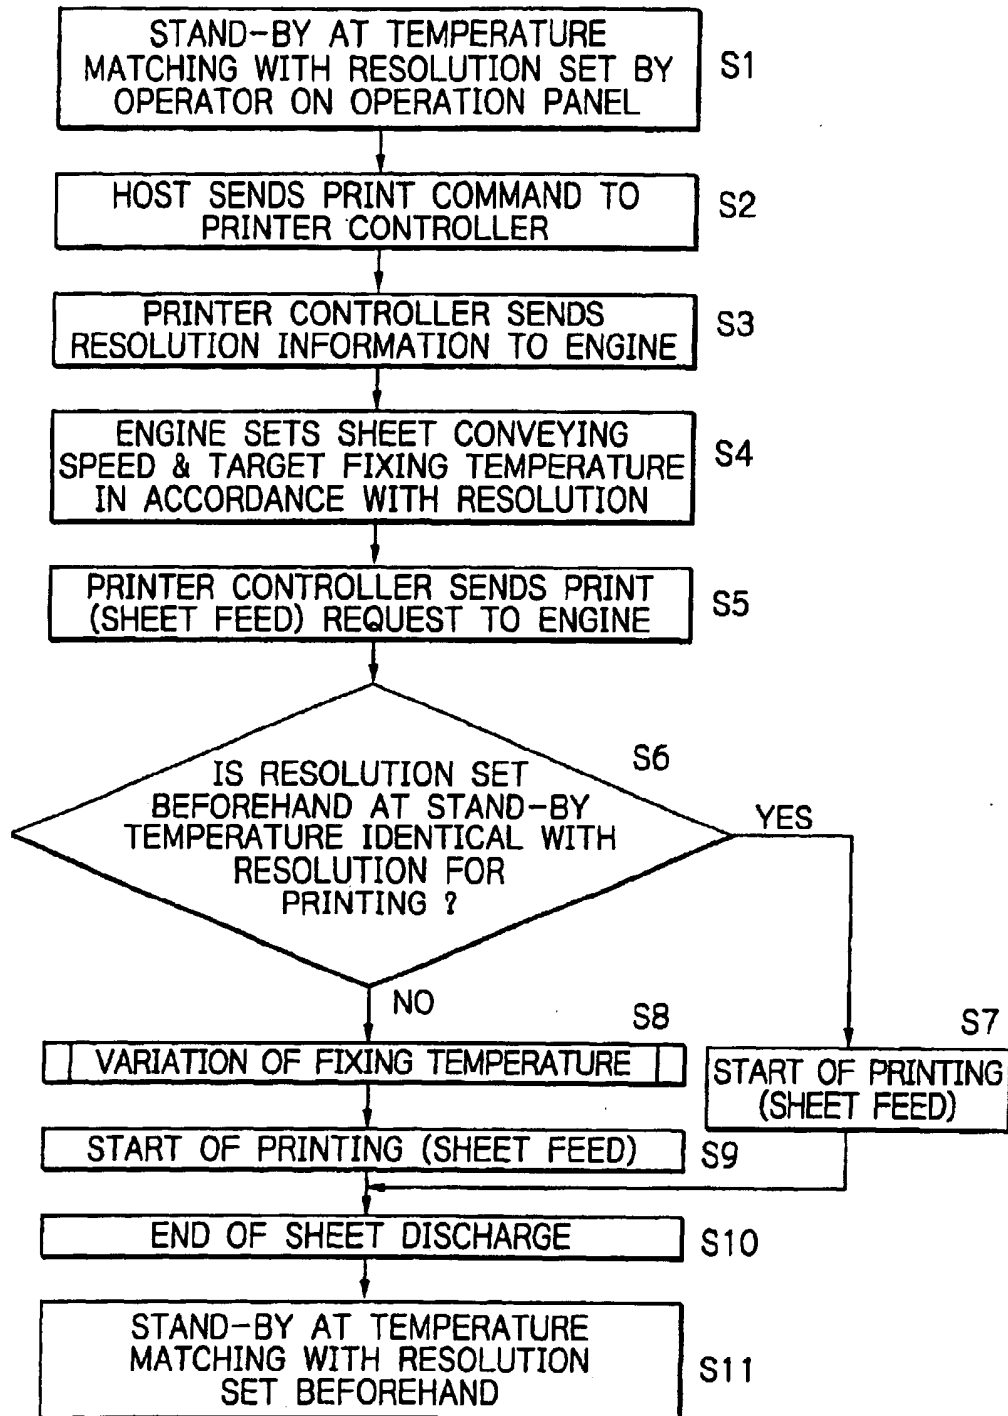 STAND-BY AT TEMPERATURE
MATCHING WITH RESOLUTION SET BY
OPERATOR ON OPERATION PANEL
S1
HOST SENDS PRINT COMMAND TO
PRINTER CONTROLLER
S2
PRINTER CONTROLLER SENDS
RESOLUTION INFORMATION TO ENGINE
S3
ENGINE SETS SHEET CONVEYING
SPEED & TARGET FIXING TEMPERATURE
IN ACCORDANCE WITH RESOLUTION
S4
PRINTER CONTROLLER SENDS PRINT
(SHEET FEED) REQUEST TO ENGINE
S5
S6
IS RESOLUTION SET
BEFOREHAND AT STAND-BY
TEMPERATURE IDENTICAL WITH
RESOLUTION FOR
PRINTING ?
YES
NO
S8
VARIATION OF FIXING TEMPERATURE
S7
START OF PRINTING
(SHEET FEED)
START OF PRINTING (SHEET FEED)
S9
END OF SHEET DISCHARGE
S10
STAND-BY AT TEMPERATURE
MATCHING WITH RESOLUTION
SET BEFOREHAND
S11